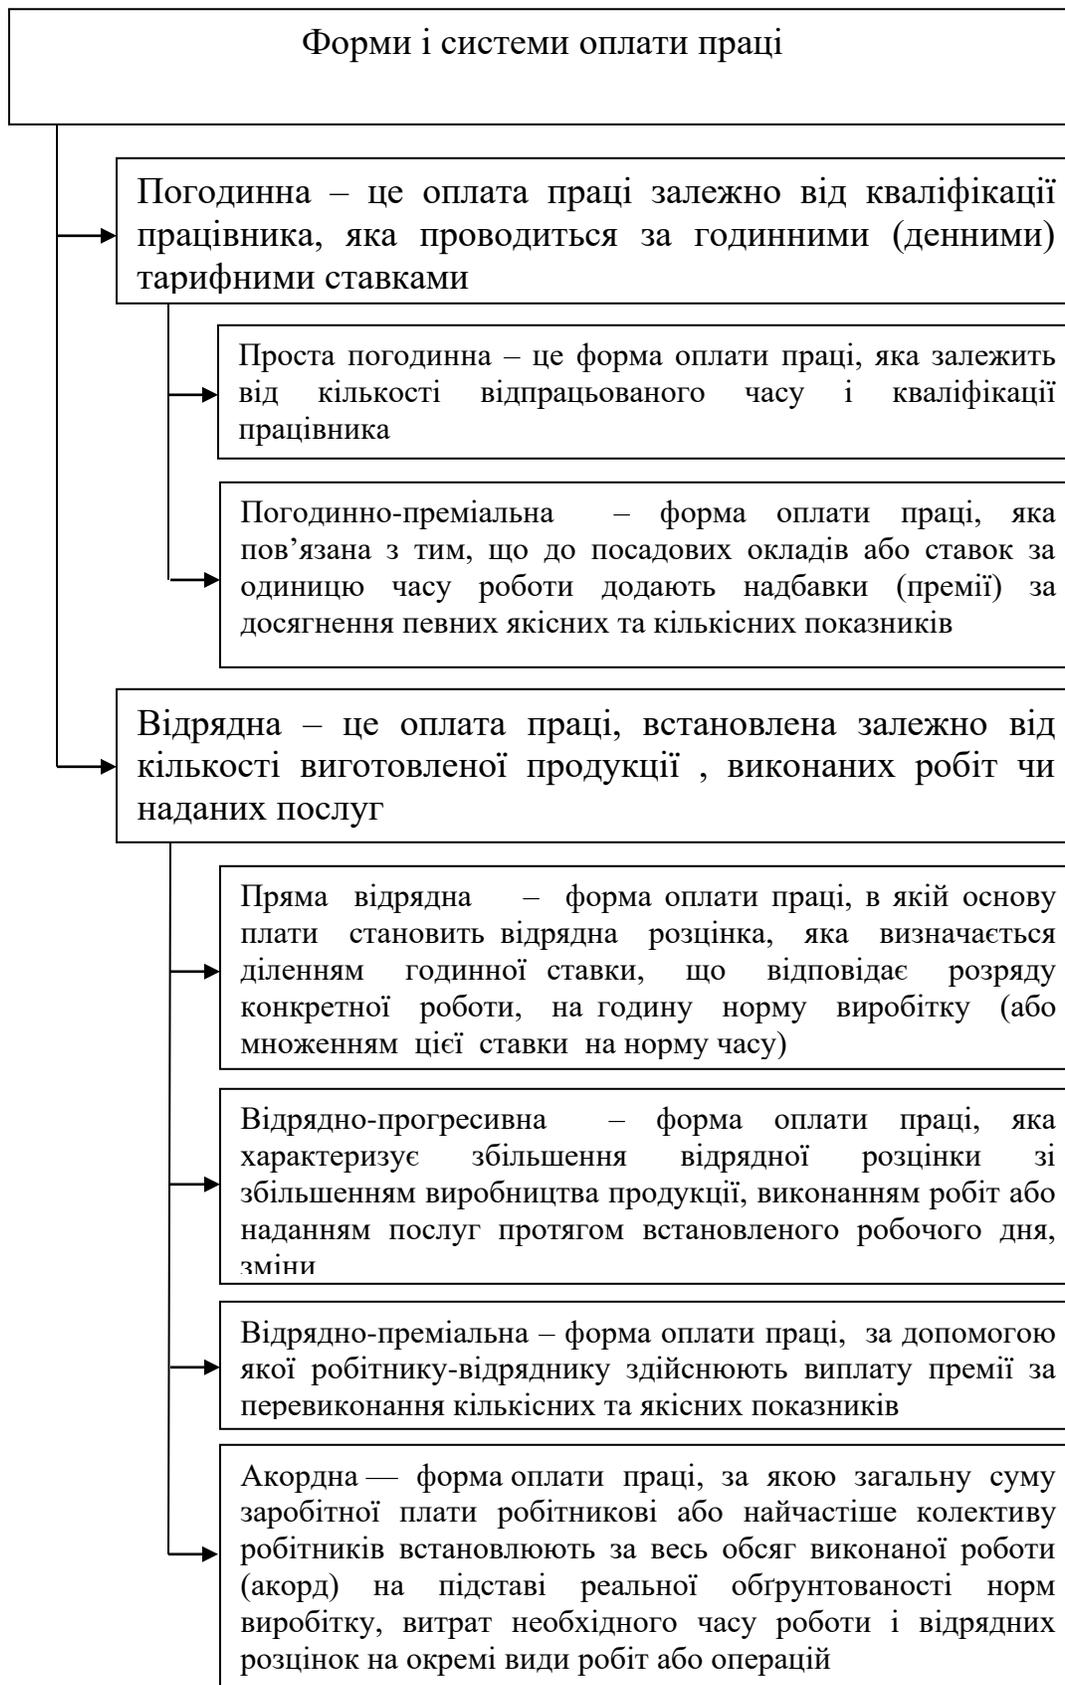 Форми і системи оплати праці
Погодинна – це оплата праці залежно від кваліфікації
працівника, яка проводиться за годинними (денними)
тарифними ставками
Проста погодинна – це форма оплати праці, яка залежить
від кількості відпрацьованого часу і кваліфікації
працівника
Погодинно-преміальна – форма оплати праці, яка
пов’язана з тим, що до посадових окладів або ставок за
одиницю часу роботи додають надбавки (премії) за
досягнення певних якісних та кількісних показників
Відрядна – це оплата праці, встановлена залежно від
кількості виготовленої продукції , виконаних робіт чи
наданих послуг
Пряма відрядна – форма оплати праці, в якій основу
плати становить відрядна розцінка, яка визначається
діленням годинної ставки, що відповідає розряду
конкретної роботи, на годину норму виробітку (або
множенням цієї ставки на норму часу)
Відрядно-прогресивна – форма оплати праці, яка
характеризує збільшення відрядної розцінки зі
збільшенням виробництва продукції, виконанням робіт або
наданням послуг протягом встановленого робочого дня,
зміни
Відрядно-преміальна – форма оплати праці, за допомогою
якої робітнику-відряднику здійснюють виплату премії за
перевиконання кількісних та якісних показників
Акордна — форма оплати праці, за якою загальну суму
заробітної плати робітникові або найчастіше колективу
робітників встановлюють за весь обсяг виконаної роботи
(акорд) на підставі реальної обґрунтованості норм
виробітку, витрат необхідного часу роботи і відрядних
розцінок на окремі види робіт або операцій